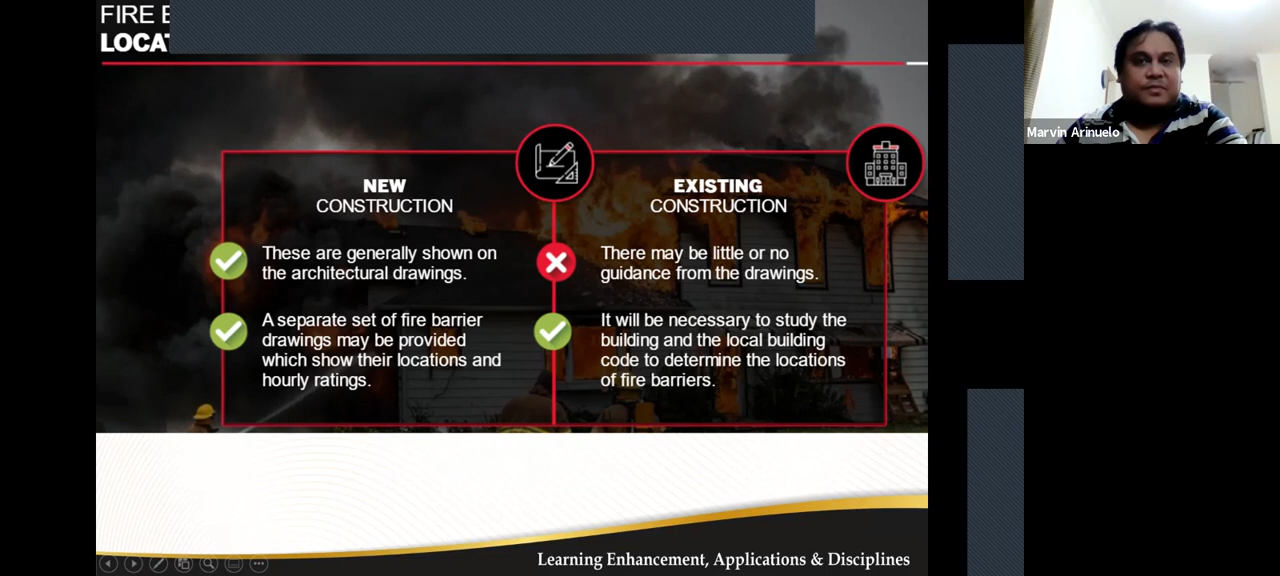 FIRE
LOCAT
Marvin Arinuelo
NEW
CONSTRUCTION
These are generally shown on
the architectural drawings.
A separate set of fire barrier
drawings may be provided
which show their locations and
hourly ratings.
EXISTING
CONSTRUCTION
There may be little or no
guidance from the drawings.
It will be necessary to study the
building and the local building
code to determine the locations
of fire barriers.
Learning Enhancement, Applications & Disciplines